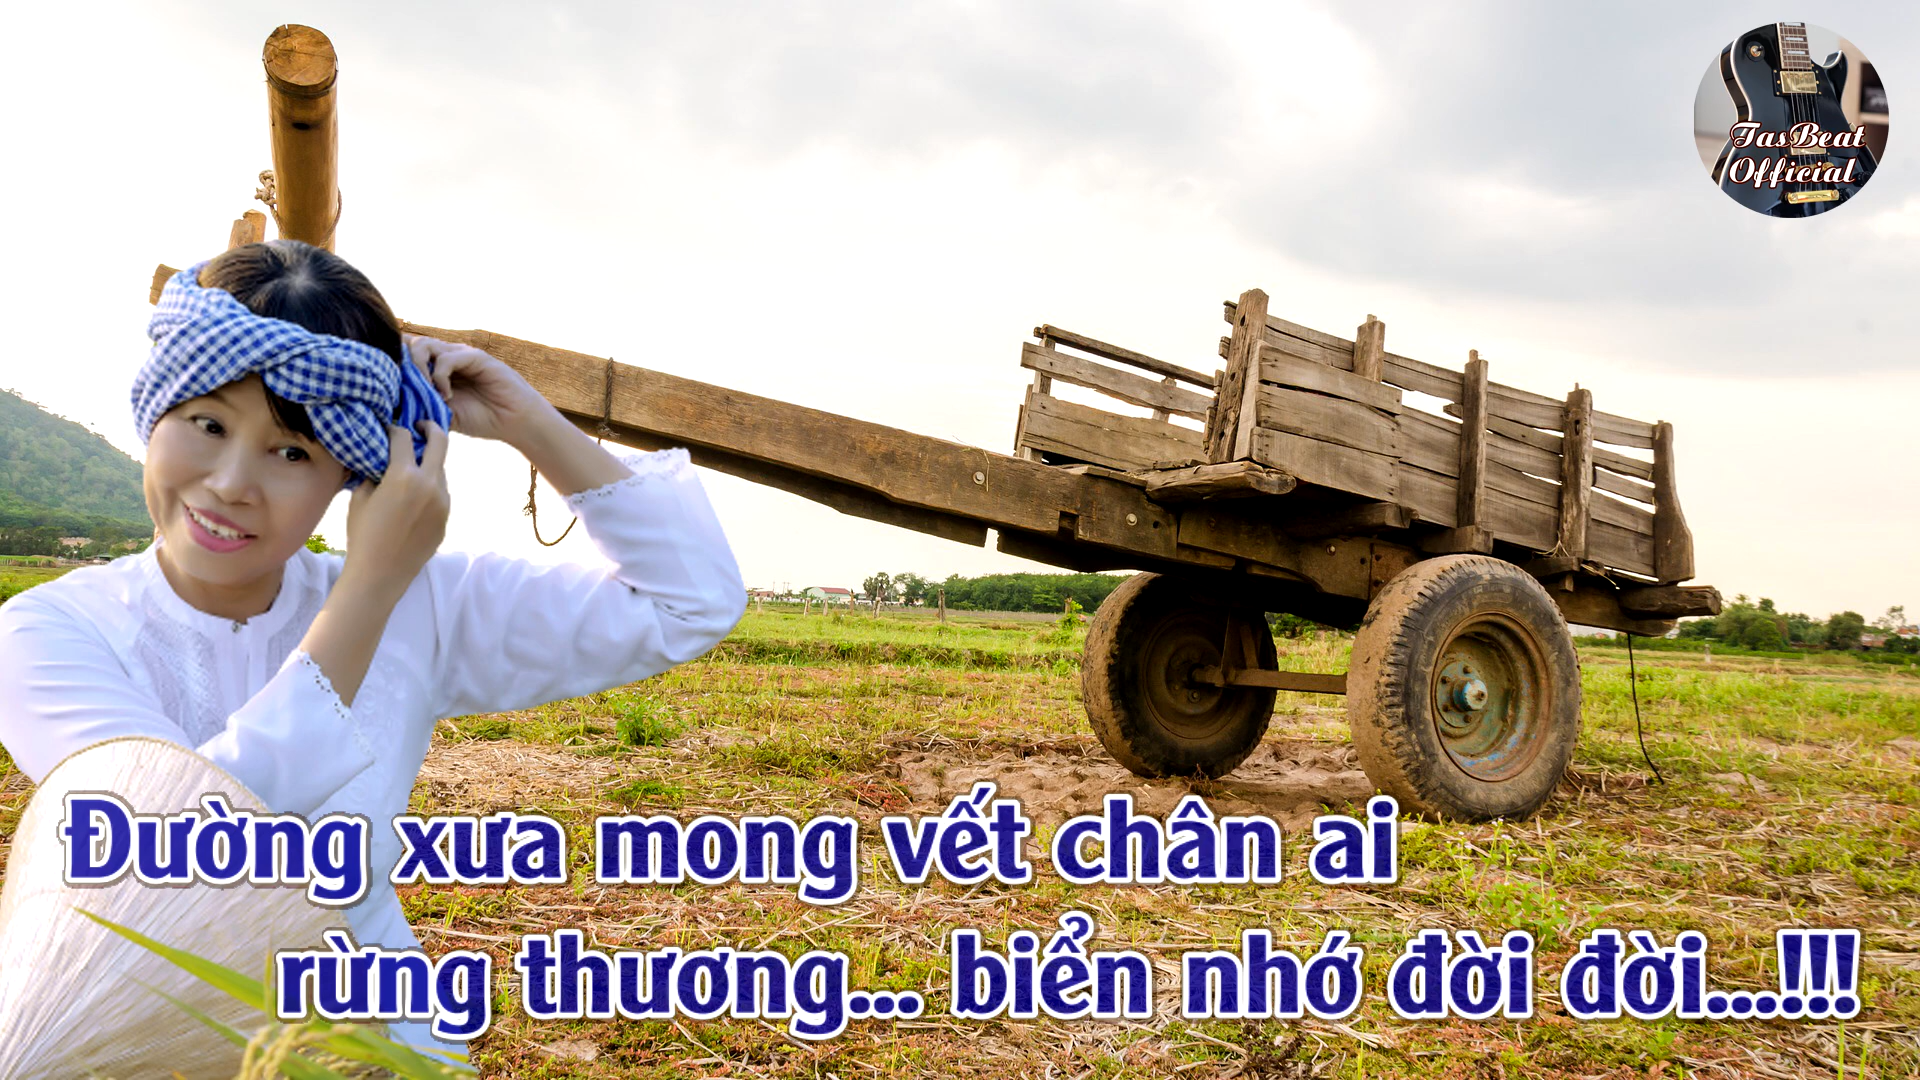 TasBeat
Official
Đường xưa mong vết chân ai
rừng thương... biển nhớ đời đời...!!!